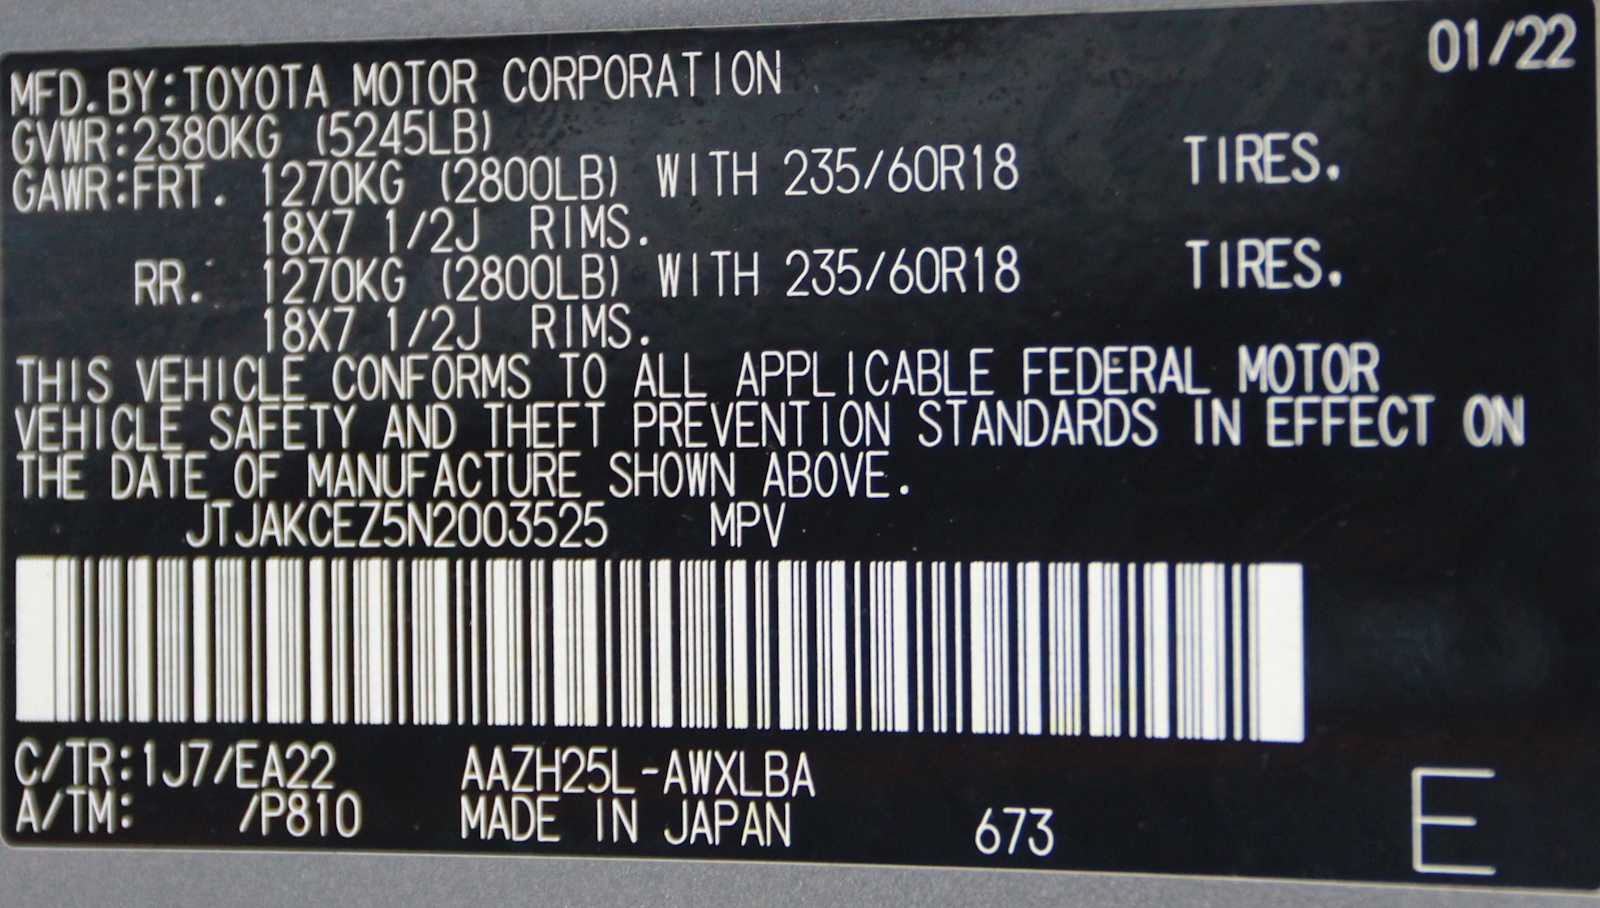 01/22
MFD.BY:TOYOTA MOTOR CORPORATION
GVWR:2380KG (5245LB)
GAWR:FRT. 1270KG (2800LB) WITH 235/60R18 TIRES.
18X7 1/2J RIMS.
RR. 1270KG (2800LB) WITH 235/60R18 TIRES.
18X7 1/2J RIMS.
THIS VEHICLE CONFORMS TO ALL APPLICABLE FEDERAL MOTOR
VEHICLE SAFETY AND THEFT PREVENTION STANDARDS IN EFFECT ON
THE DATE OF MANUFACTURE SHOWN ABOVE.
JTJAKCEZ5N2003525 MPV
C/TR:1J7/EA22 AAZH25L-AWXLBA
A/TM: /P810 MADE IN JAPAN 673 E